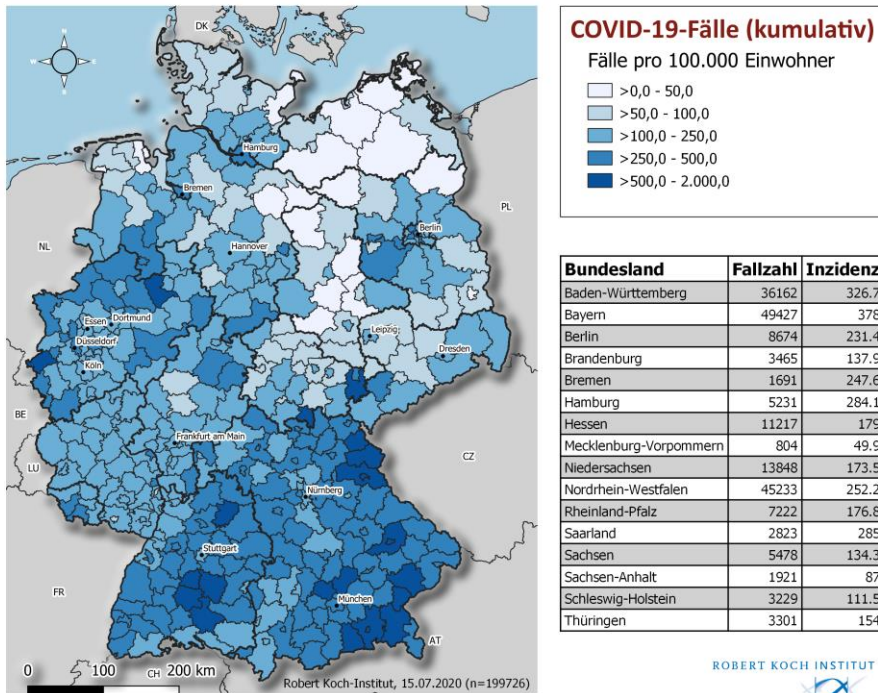 DK
Hamburg
Bremen
PL
Berlin
NL
Hannover
Essen
Dortmund
Düsseldorf
Leipzig
Dresden
Köln
BE
Frankfurt am Main
LU
CZ
Nürnberg
Stuttgart
FR
München
AT
CH
0 100 200 km
Robert Koch-Institut, 15.07.2020 (n=199726)
COVID-19-Fälle (kumulativ)
Fälle pro 100.000 Einwohner
>0,0 - 50,0
>50,0 - 100,0
>100,0 - 250,0
>250,0 - 500,0
>500,0 - 2.000,0
Bundesland Fallzahl Inzidenz
Baden-Württemberg 36162 326.7
Bayern 49427 378
Berlin 8674 231.4
Brandenburg 3465 137.9
Bremen 1691 247.6
Hamburg 5231 284.1
Hessen 11217 179
Mecklenburg-Vorpommern 804 49.9
Niedersachsen 13848 173.5
Nordrhein-Westfalen 45233 252.2
Rheinland-Pfalz 7222 176.8
Saarland 2823 285
Sachsen 5478 134.3
Sachsen-Anhalt 1921 87
Schleswig-Holstein 3229 111.5
Thüringen 3301 154
ROBERT KOCH INSTITUT